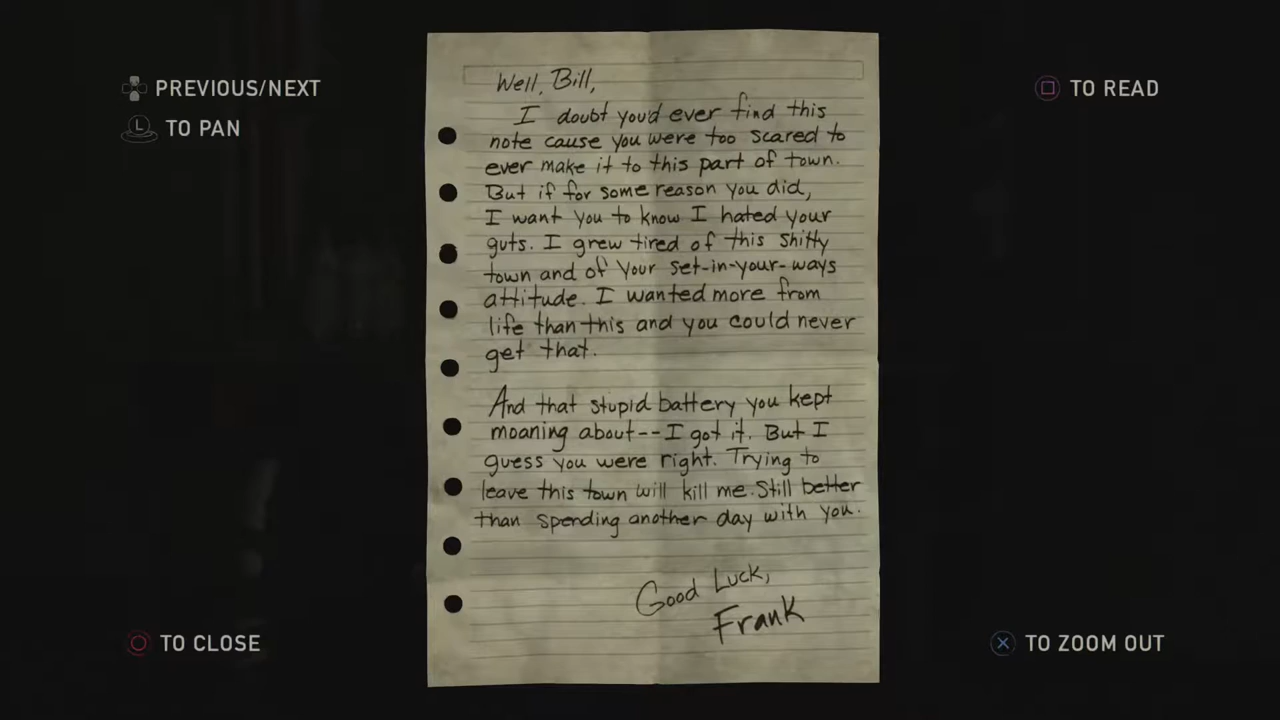 PREVIOUS/NEXT
L TO PAN
TO READ
Well, Bill,
I doubt you'd ever find this
note cause you were too scared to
ever make it to this part of town.
But if for some reason you did,
I want you to know I hated your
guts. I grew tired of this shitty
town and of your set-in-your-ways
attitude. I wanted more from
life than this and you could never
get that.
And that stupid battery you kept
moaning about--I got it. But I
guess you were right. Trying to
leave this town will kill me. Still better
than spending another day with you.
Good Luck,
Frank
TO CLOSE
TO ZOOM OUT